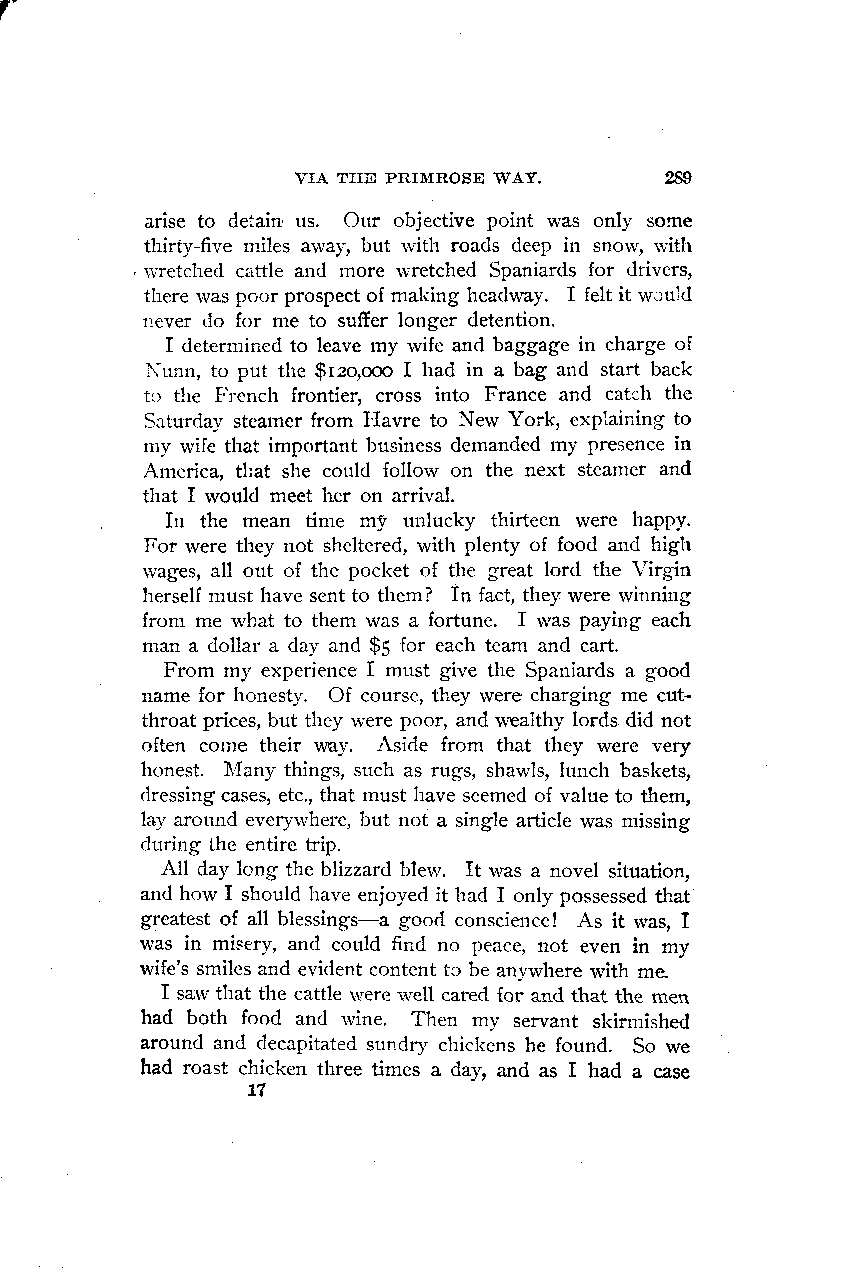 VIA THE PRIMROSE WAY. 289
arise to detain us. Our objective point was only some
thirty-five miles away, but with roads deep in snow, with
wretched cattle and more wretched Spaniards for drivers,
there was poor prospect of making headway. I felt it would
never do for me to suffer longer detention.
I determined to leave my wife and baggage in charge of
Nunn, to put the $120,000 I had in a bag and start back
to the French frontier, cross into France and catch the
Saturday steamer from Havre to New York, explaining to
my wife that important business demanded my presence in
America, that she could follow on the next steamer and
that I would meet her on arrival.
In the mean time my unlucky thirteen were happy.
For were they not sheltered, with plenty of food and high
wages, all out of the pocket of the great lord the Virgin
herself must have sent to them? In fact, they were winning
from me what to them was a fortune. I was paying each
man a dollar a day and $5 for each team and cart.
From my experience I must give the Spaniards a good
name for honesty. Of course, they were charging me cut-
throat prices, but they were poor, and wealthy lords did not
often come their way. Aside from that they were very
honest. Many things, such as rugs, shawls, lunch baskets,
dressing cases, etc., that must have seemed of value to them,
lay around everywhere, but not a single article was missing
during the entire trip.
All day long the blizzard blew. It was a novel situation,
and how I should have enjoyed it had I only possessed that
greatest of all blessings—a good conscience! As it was, I
was in misery, and could find no peace, not even in my
wife's smiles and evident content to be anywhere with me.
I saw that the cattle were well cared for and that the men
had both food and wine. Then my servant skirmished
around and decapitated sundry chickens he found. So we
had roast chicken three times a day, and as I had a case
17